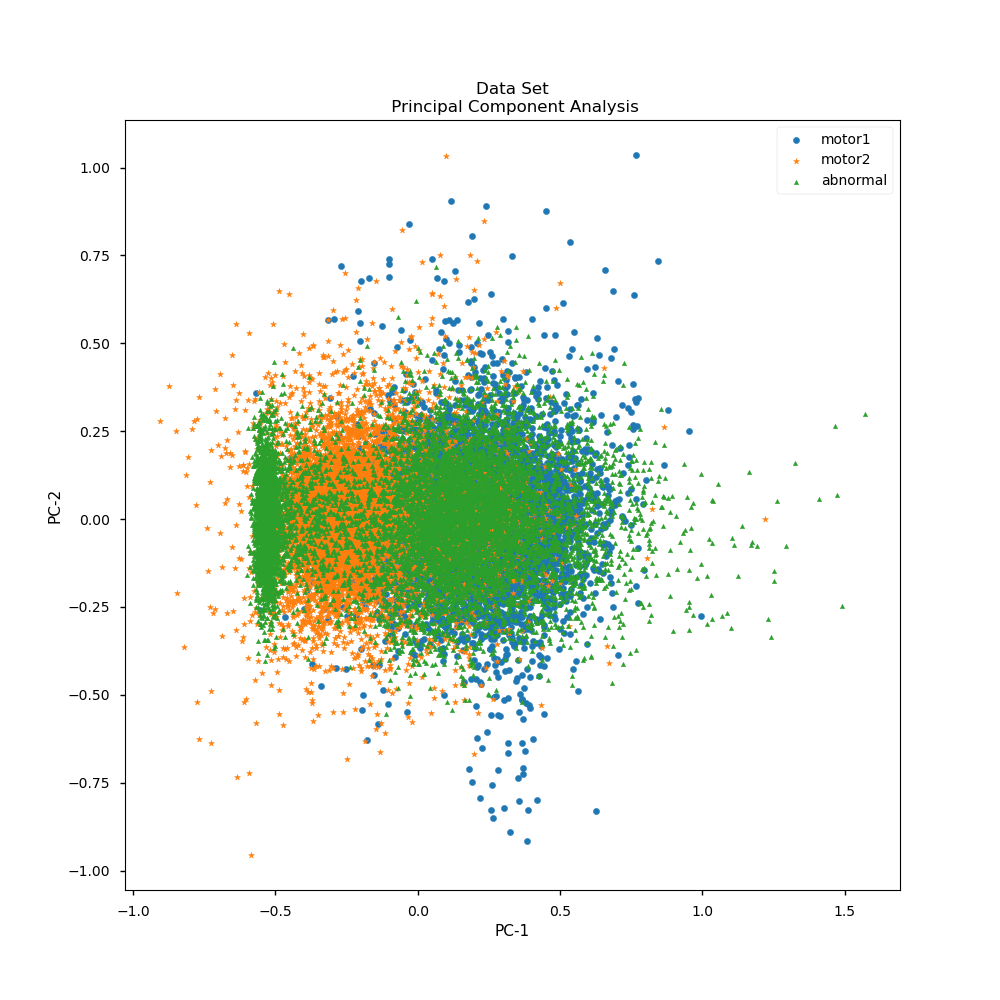 Data Set
Principal Component Analysis
motor1
motor2
abnormal
1.00
0.75
0.50
0.25
0.00
−0.25
−0.50
−0.75
−1.00
PC-2
−1.0
−0.5
0.0
0.5
1.0
1.5
PC-1